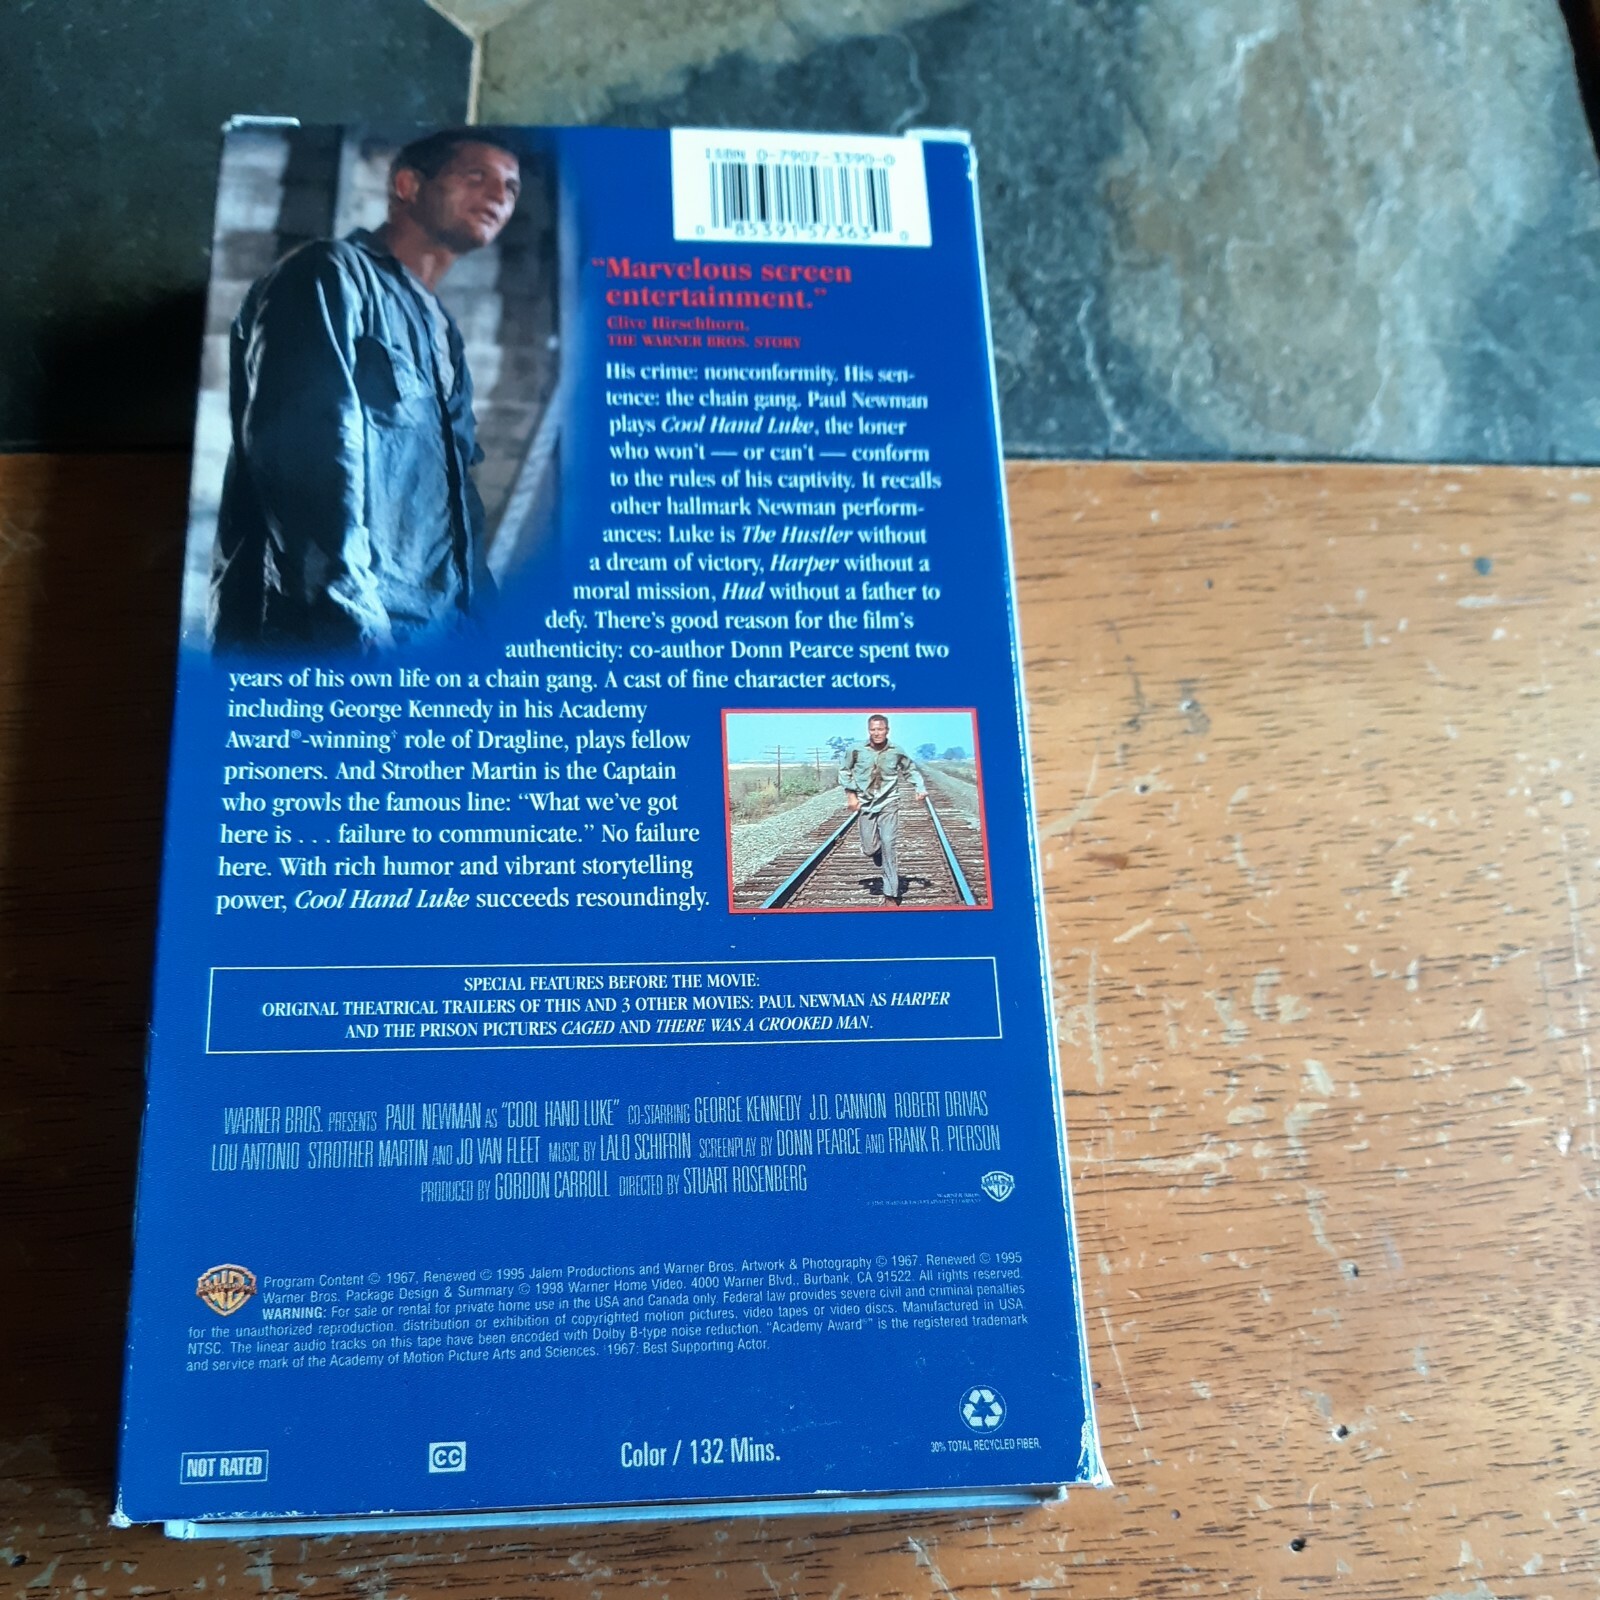 ISBN 0-7907-3390-0
0 85391 57363 0
"Marvelous screen
entertainment."
Clive Hirschhorn,
THE WARNER BROS. STORY
His crime: nonconformity. His sen-
tence: the chain gang. Paul Newman
plays Cool Hand Luke, the loner
who won't — or can't — conform
to the rules of his captivity. It recalls
other hallmark Newman perform-
ances: Luke is The Hustler without
a dream of victory, Harper without a
moral mission, Hud without a father to
defy. There's good reason for the film's
authenticity: co-author Donn Pearce spent two
years of his own life on a chain gang. A cast of fine character actors,
including George Kennedy in his Academy
Award®-winning† role of Dragline, plays fellow
prisoners. And Strother Martin is the Captain
who growls the famous line: "What we've got
here is . . . failure to communicate." No failure
here. With rich humor and vibrant storytelling
power, Cool Hand Luke succeeds resoundingly.
SPECIAL FEATURES BEFORE THE MOVIE:
ORIGINAL THEATRICAL TRAILERS OF THIS AND 3 OTHER MOVIES: PAUL NEWMAN AS HARPER
AND THE PRISON PICTURES CAGED AND THERE WAS A CROOKED MAN.
WARNER BROS. PRESENTS PAUL NEWMAN AS "COOL HAND LUKE" CO-STARRING GEORGE KENNEDY J.D. CANNON ROBERT DRIVAS
LOU ANTONIO STROTHER MARTIN AND JO VAN FLEET MUSIC BY LALO SCHIFRIN SCREENPLAY BY DONN PEARCE AND FRANK R. PIERSON
PRODUCED BY GORDON CARROLL DIRECTED BY STUART ROSENBERG
WARNER BROS.
Program Content © 1967, Renewed © 1995 Jalem Productions and Warner Bros. Artwork & Photography © 1967, Renewed © 1995
Warner Bros. Package Design & Summary © 1998 Warner Home Video. 4000 Warner Blvd., Burbank, CA 91522. All rights reserved.
WARNING: For sale or rental for private home use in the USA and Canada only. Federal law provides severe civil and criminal penalties
for the unauthorized reproduction, distribution or exhibition of copyrighted motion pictures, video tapes or video discs. Manufactured in USA.
NTSC. The linear audio tracks on this tape have been encoded with Dolby B-type noise reduction. "Academy Award®" is the registered trademark
and service mark of the Academy of Motion Picture Arts and Sciences. †1967: Best Supporting Actor.
NOT RATED
CC
Color / 132 Mins.
30% TOTAL RECYCLED FIBER.